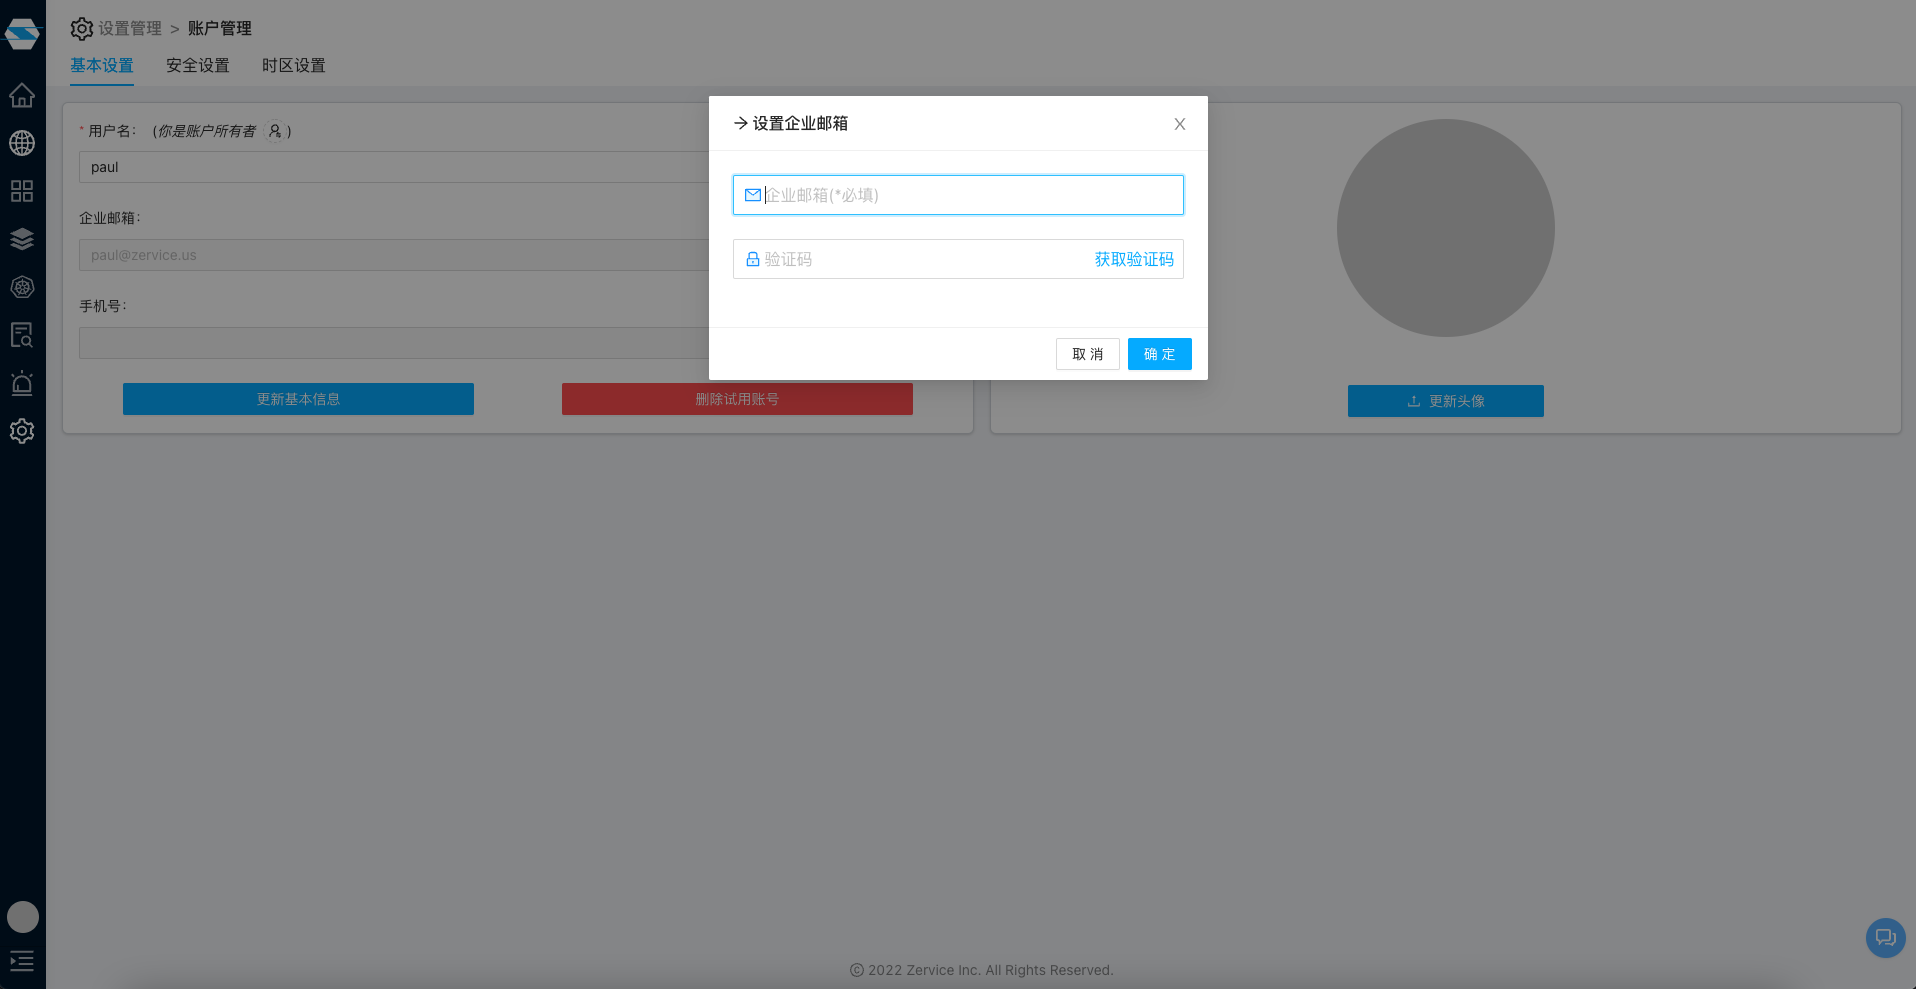 设置管理 > 账户管理
基本设置 安全设置 时区设置
* 用户名： (你是账户所有者 )
paul
企业邮箱：
paul@zervice.us
手机号：
更新基本信息 删除试用账号
更新头像
设置企业邮箱
企业邮箱(*必填)
验证码 获取验证码
取 消 确 定
© 2022 Zervice Inc. All Rights Reserved.